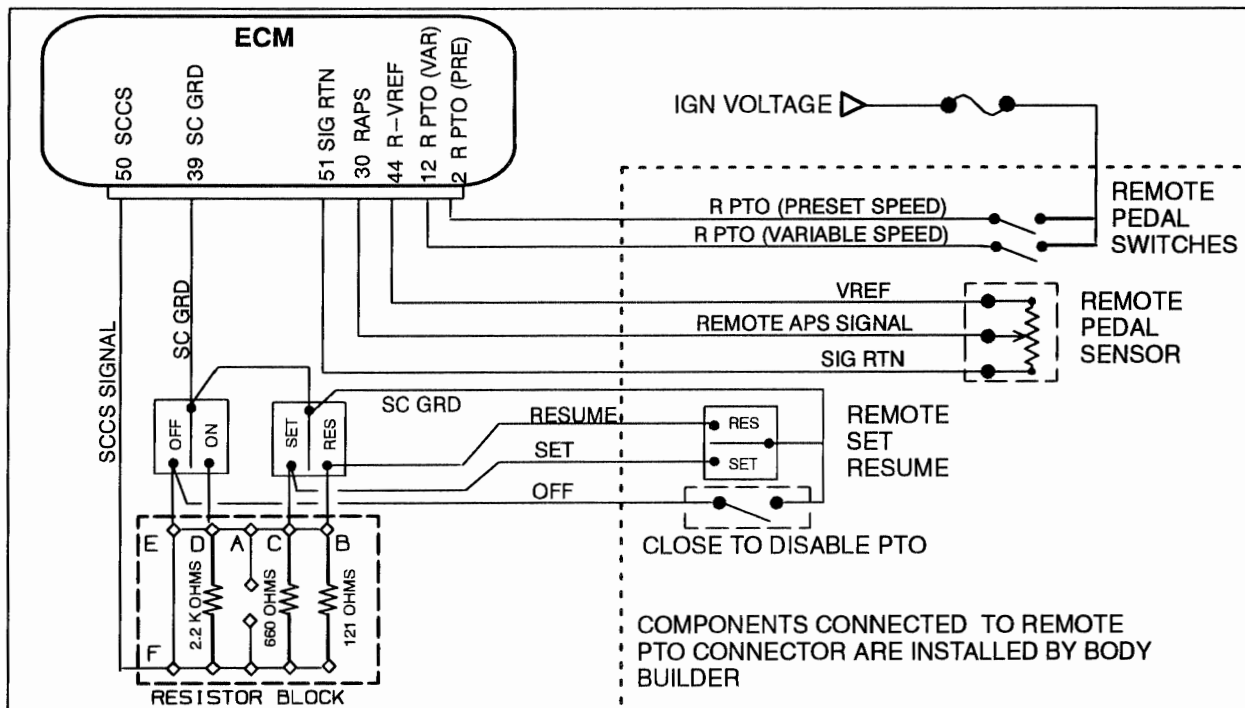 ECM
50 SCCS
39 SC GRD
51 SIG RTN
30 RAPS
44 R-VREF
12 R PTO (VAR)
2 R PTO (PRE)
IGN VOLTAGE
R PTO (PRESET SPEED)
R PTO (VARIABLE SPEED)
REMOTE
PEDAL
SWITCHES
VREF
REMOTE APS SIGNAL
SIG RTN
REMOTE
PEDAL
SENSOR
SCCS SIGNAL
SC GRD
SC GRD
OFF
ON
SET
RES
RESUME
SET
OFF
RES
SET
REMOTE
SET
RESUME
CLOSE TO DISABLE PTO
E
D
A
C
B
2.2 K OHMS
660 OHMS
121 OHMS
F
RESISTOR BLOCK
COMPONENTS CONNECTED TO REMOTE
PTO CONNECTOR ARE INSTALLED BY BODY
BUILDER